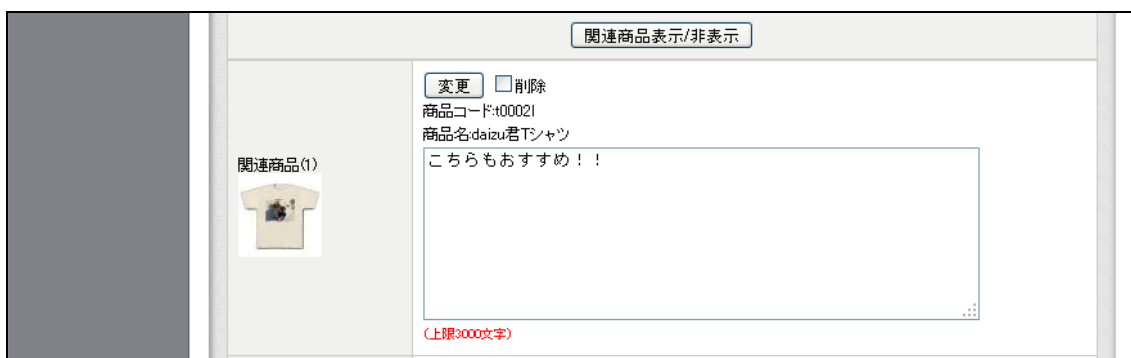 関連商品表示/非表示
変更 削除
商品コード:t0002l
商品名:daizu君Tシャツ
関連商品(1)
こちらもおすすめ！！
(上限3000文字)